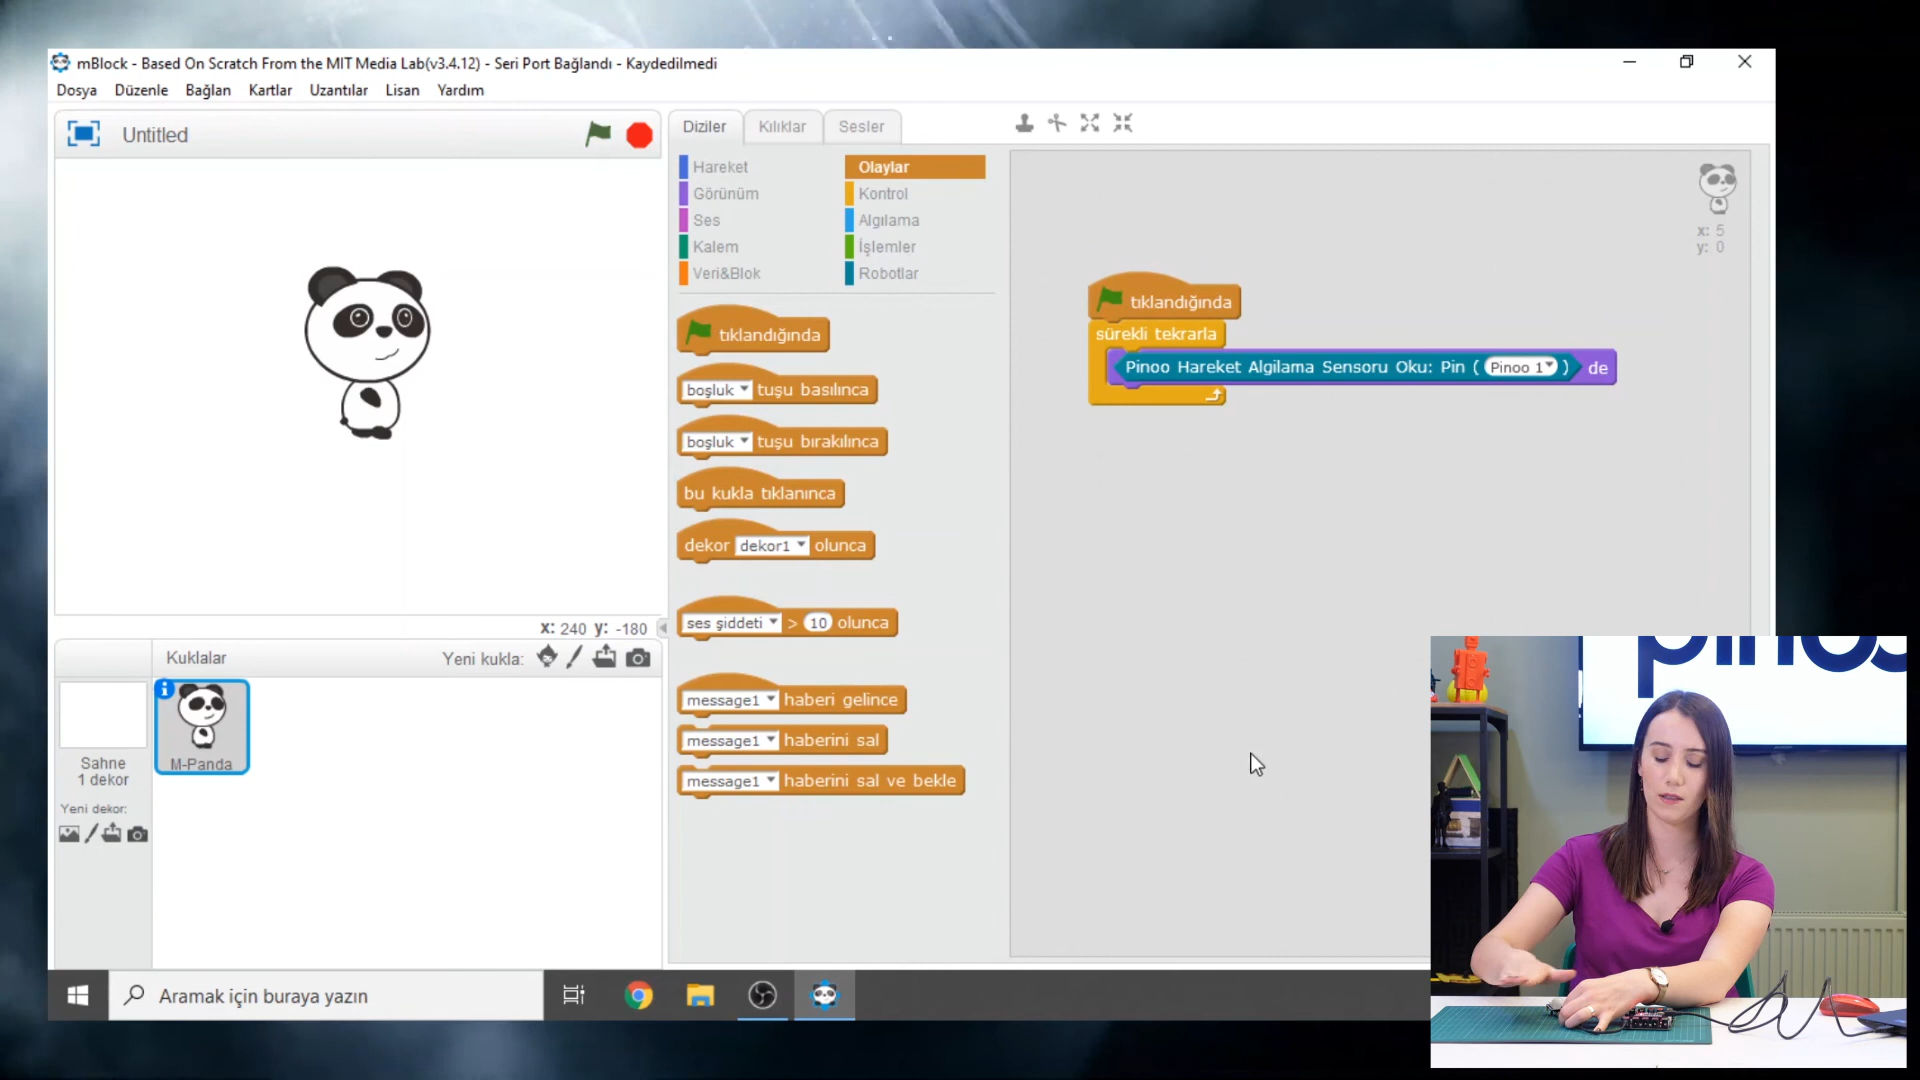 mBlock - Based On Scratch From the MIT Media Lab(v3.4.12) - Seri Port Bağlandı - Kaydedilmedi
Dosya Düzenle Bağlan Kartlar Uzantılar Lisan Yardım
Untitled
Diziler Kılıklar Sesler
Hareket Olaylar
Görünüm Kontrol
Ses Algılama
Kalem İşlemler
Veri&Blok Robotlar
tıklandığında
boşluk tuşu basılınca
boşluk tuşu bırakılınca
bu kukla tıklanınca
dekor dekor1 olunca
ses şiddeti > 10 olunca
message1 haberi gelince
message1 haberini sal
message1 haberini sal ve bekle
x: 5
y: 0
tıklandığında
sürekli tekrarla
Pinoo Hareket Algilama Sensoru Oku: Pin ( Pinoo 1 ) de
x: 240 y: -180
Kuklalar Yeni kukla:
M-Panda
Sahne
1 dekor
Yeni dekor:
Aramak için buraya yazın